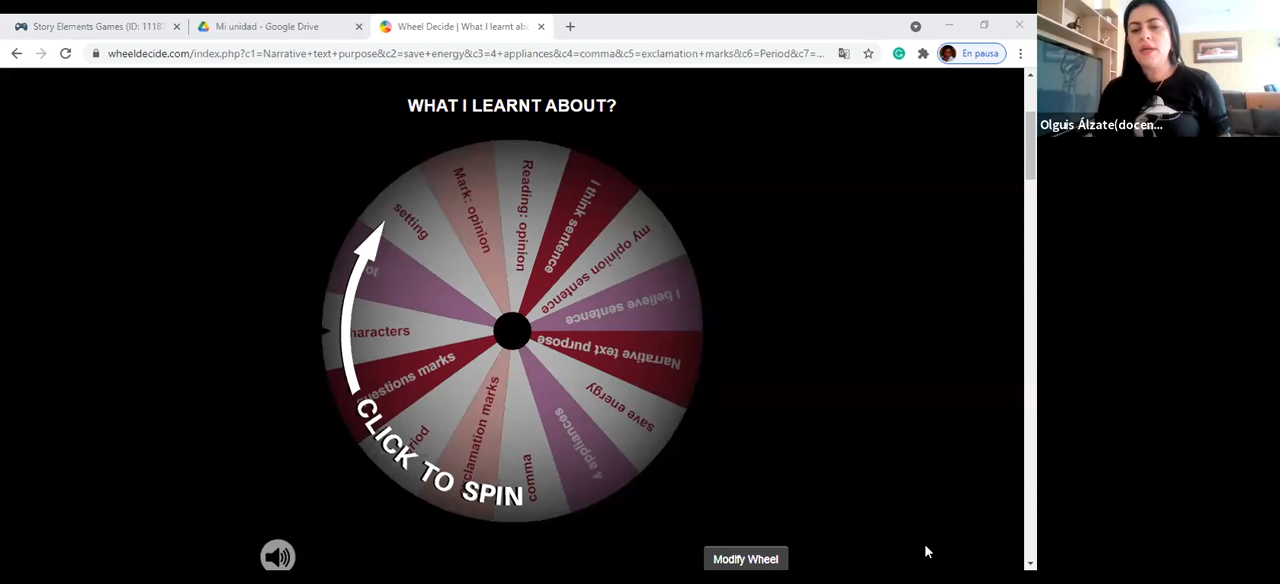 Story Elements Games (ID: 11187
Mi unidad - Google Drive
Wheel Decide | What I learnt abo
wheeldecide.com/index.php?c1=Narrative+text+purpose&c2=save+energy&c3=4+appliances&c4=comma&c5=exclamation+marks&c6=Period&c7=...
En pausa
WHAT I LEARNT ABOUT?
setting
Mark: opinion
Reading: opinion
I think sentence
my opinion sentence
I believe sentence
Narrative text purpose
save energy
4 appliances
comma
clamation marks
riod
uestions marks
haracters
CLICK TO SPIN
Modify Wheel
Olguis Álzate(docen...